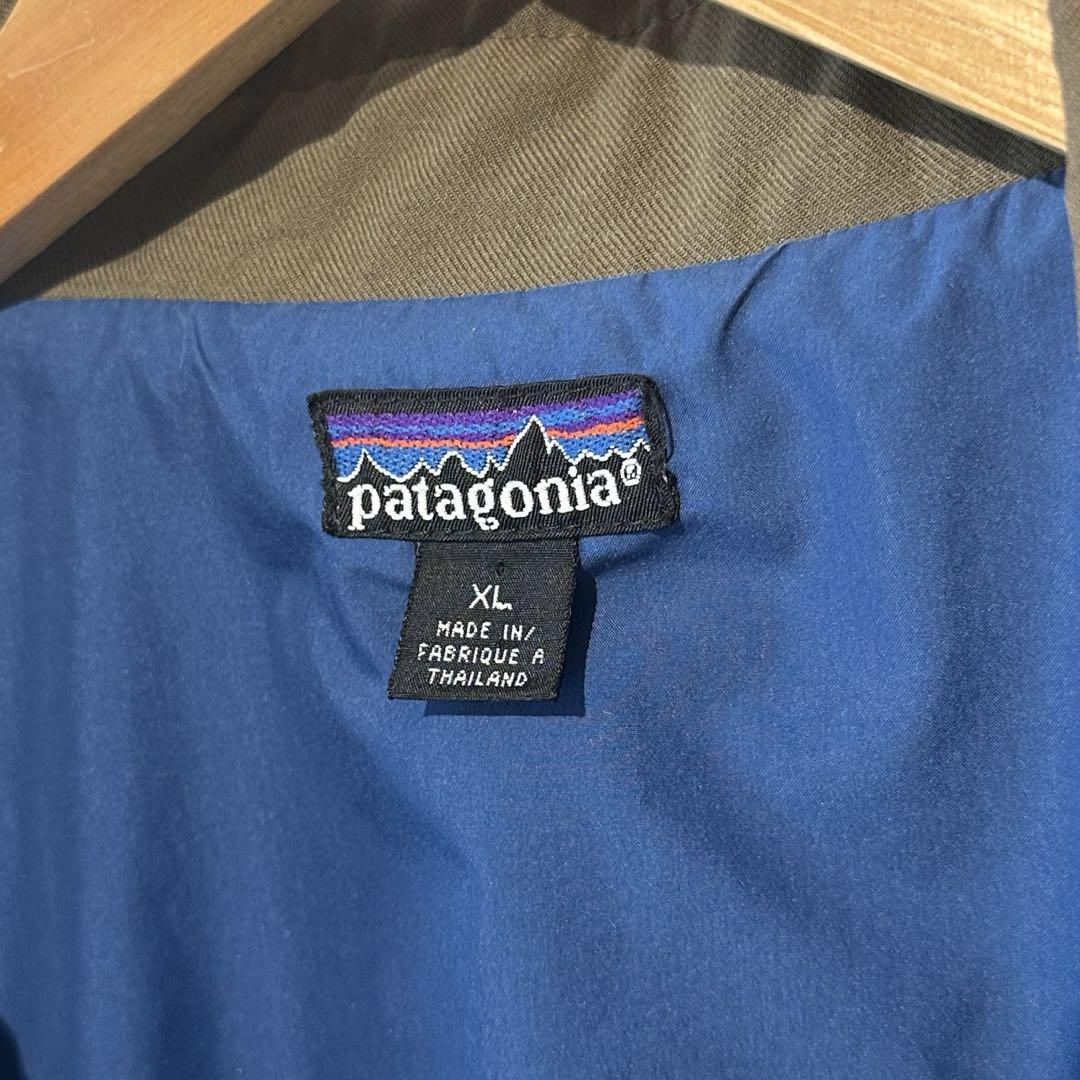 patagonia®
XL
MADE IN/
FABRIQUE A
THAILAND